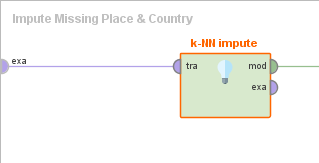 Impute Missing Place & Country
k-NN impute
exa
tra
mod
exa